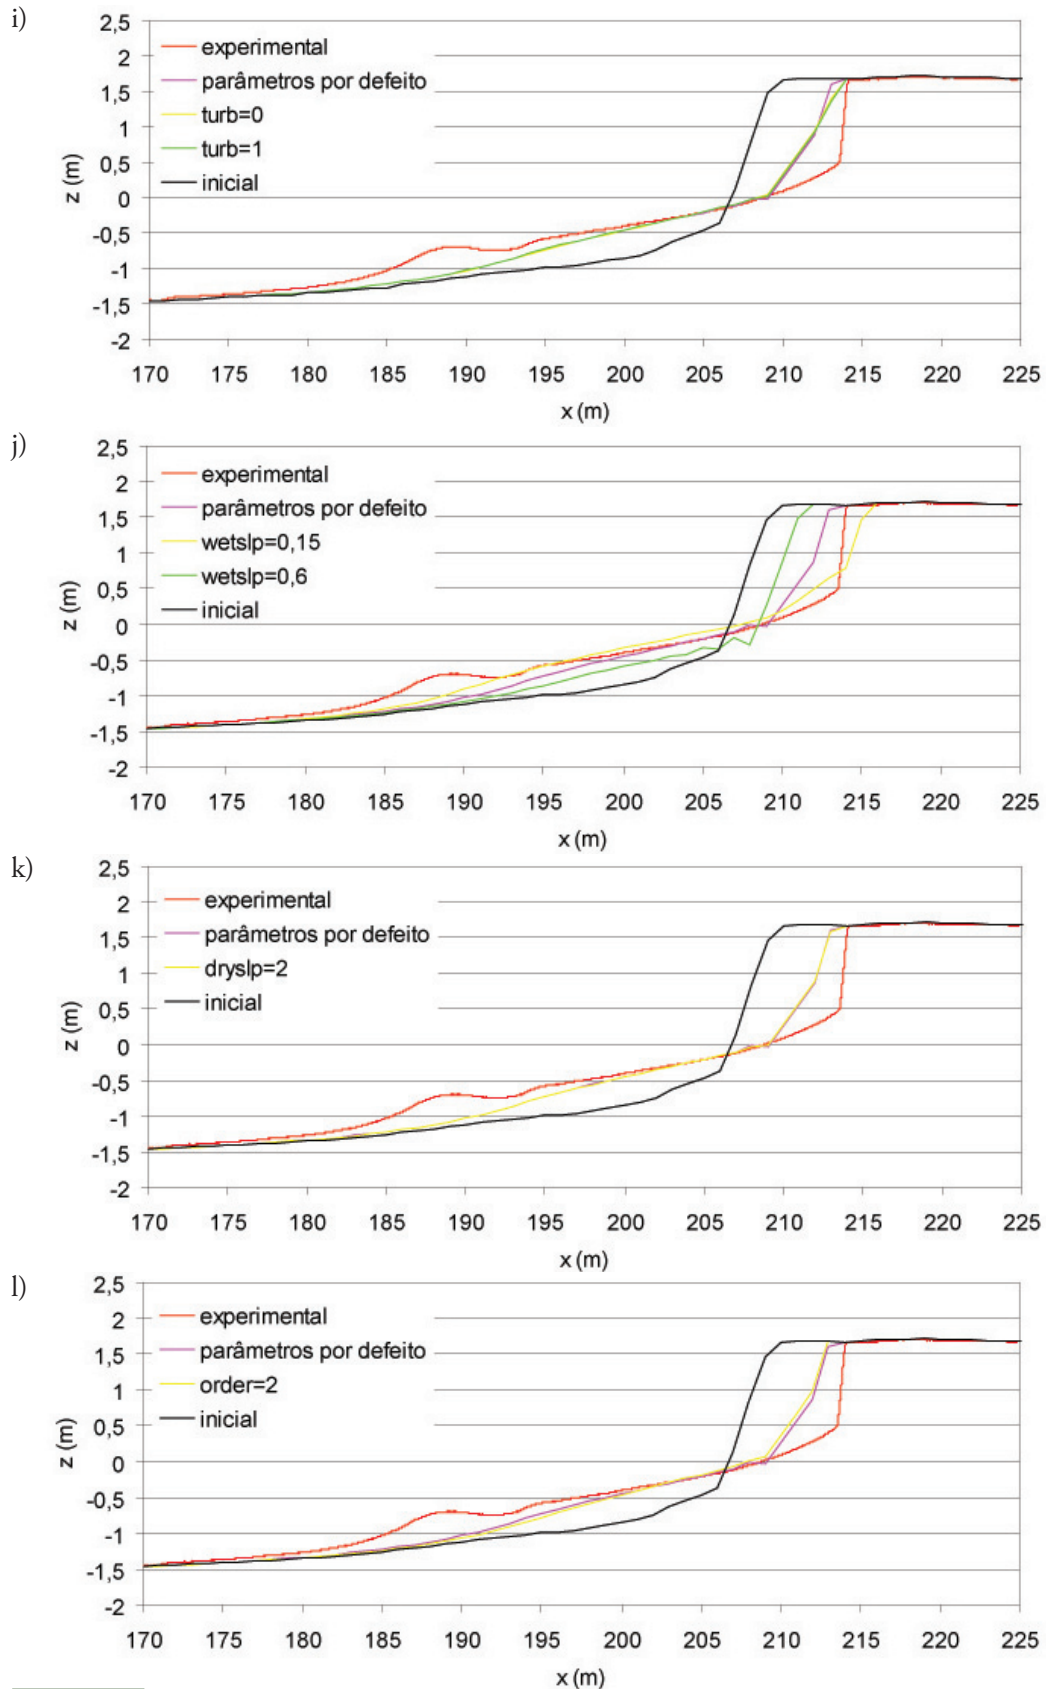 i)
2,5
2
1,5
1
0,5
0
-0,5
-1
-1,5
-2
z (m)
experimental
parâmetros por defeito
turb=0
turb=1
inicial
170 175 180 185 190 195 200 205 210 215 220 225
x (m)
j)
2,5
2
1,5
1
0,5
0
-0,5
-1
-1,5
-2
z (m)
experimental
parâmetros por defeito
wetslp=0,15
wetslp=0,6
inicial
170 175 180 185 190 195 200 205 210 215 220 225
x (m)
k)
2,5
2
1,5
1
0,5
0
-0,5
-1
-1,5
-2
z (m)
experimental
parâmetros por defeito
dryslp=2
inicial
170 175 180 185 190 195 200 205 210 215 220 225
x (m)
l)
2,5
2
1,5
1
0,5
0
-0,5
-1
-1,5
-2
z (m)
experimental
parâmetros por defeito
order=2
inicial
170 175 180 185 190 195 200 205 210 215 220 225
x (m)